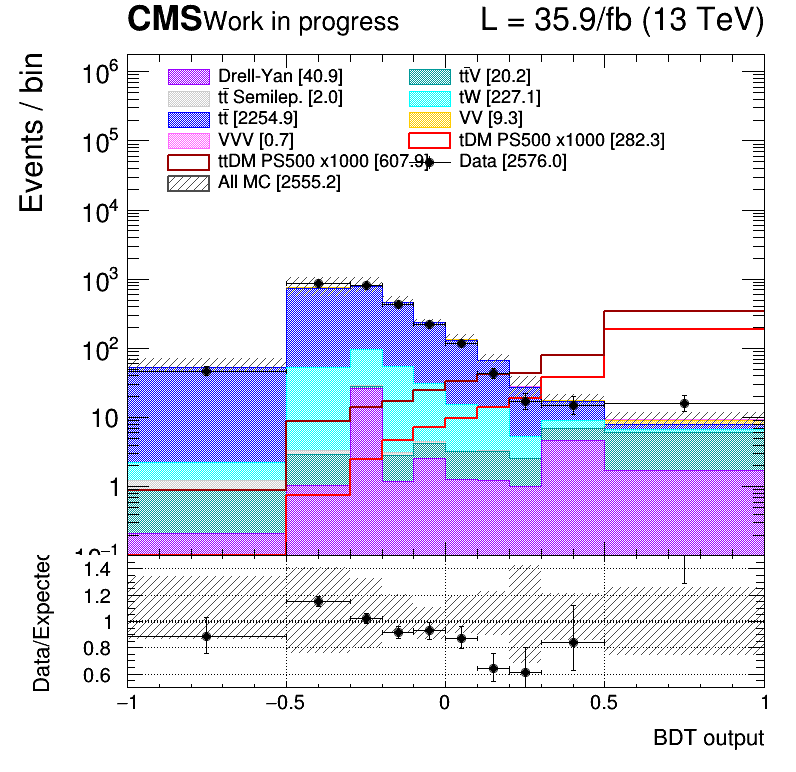 CMS Work in progress L = 35.9/fb (13 TeV)
Events / bin
10⁶
10⁵
10⁴
10³
10²
10
1
10⁻¹
Drell-Yan [40.9] tt̄V [20.2]
tt̄ Semilep. [2.0] tW [227.1]
tt̄ [2254.9] VV [9.3]
VVV [0.7] tDM PS500 x1000 [282.3]
ttDM PS500 x1000 [607.9] Data [2576.0]
All MC [2555.2]
Data/Expected
1.4
1.2
1
0.8
0.6
−1 −0.5 0 0.5 1
BDT output